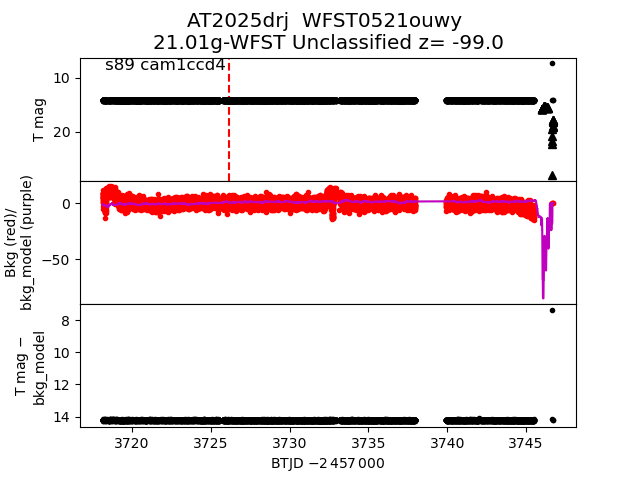 AT2025drj  WFST0521ouwy
21.01g-WFST Unclassified z= -99.0
s89 cam1ccd4
10
20
T mag
0
−50
Bkg (red)/
bkg_model (purple)
8
10
12
14
T mag −
bkg_model
3720 3725 3730 3735 3740 3745
BTJD −2 457 000